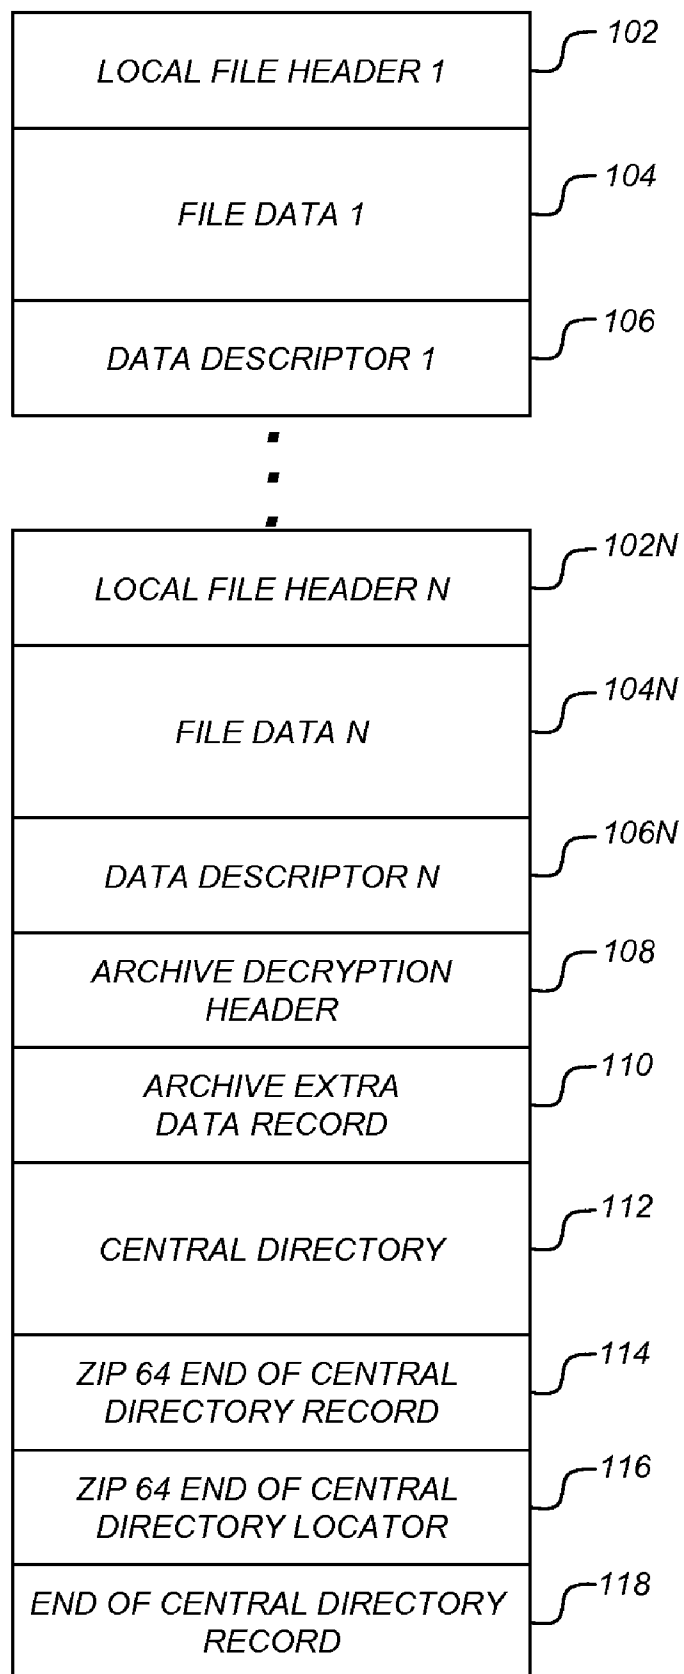 102
LOCAL FILE HEADER 1
104
FILE DATA 1
106
DATA DESCRIPTOR 1
102N
LOCAL FILE HEADER N
104N
FILE DATA N
106N
DATA DESCRIPTOR N
108
ARCHIVE DECRYPTION
HEADER
110
ARCHIVE EXTRA
DATA RECORD
112
CENTRAL DIRECTORY
114
ZIP 64 END OF CENTRAL
DIRECTORY RECORD
116
ZIP 64 END OF CENTRAL
DIRECTORY LOCATOR
118
END OF CENTRAL DIRECTORY
RECORD